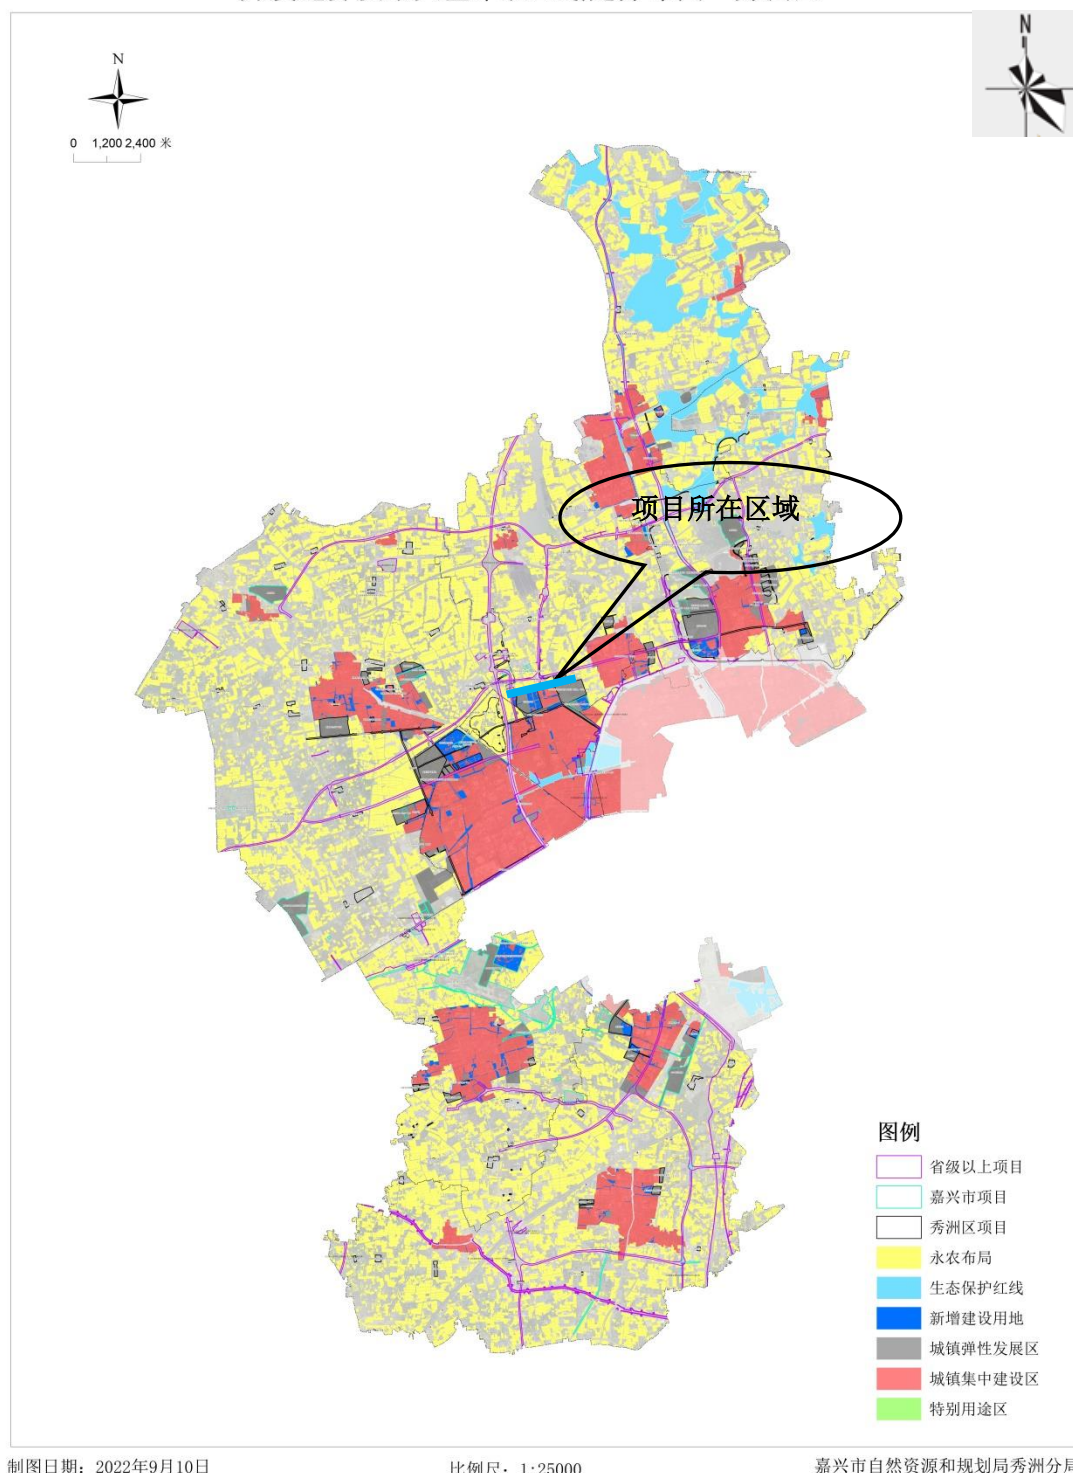 N
N
0 1,200 2,400 米
项目所在区域
图例
省级以上项目
嘉兴市项目
秀洲区项目
永农布局
生态保护红线
新增建设用地
城镇弹性发展区
城镇集中建设区
特别用途区
制图日期：2022年9月10日
比例尺：1:25000
嘉兴市自然资源和规划局秀洲分局